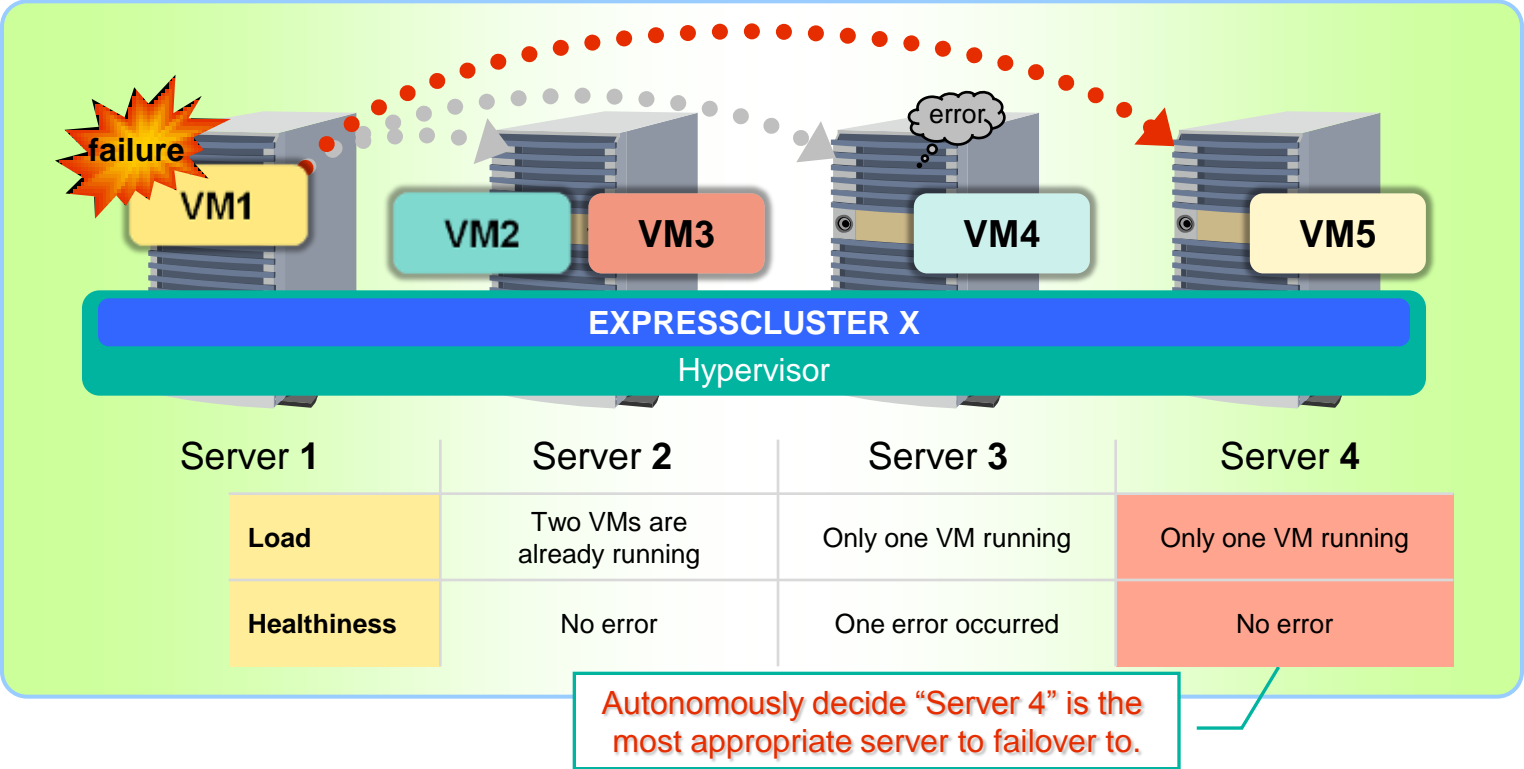 failure
error
VM1
VM2
VM3
VM4
VM5
EXPRESSCLUSTER X
Hypervisor
Server 1
Server 2
Server 3
Server 4
Load
Two VMs are
already running
Only one VM running
Only one VM running
Healthiness
No error
One error occurred
No error
Autonomously decide “Server 4” is the
most appropriate server to failover to.